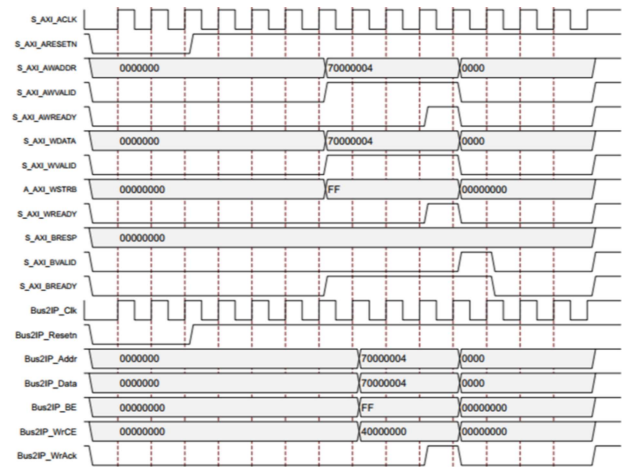 S_AXI_ACLK
S_AXI_ARESETN
S_AXI_AWADDR 0000000 70000004 0000
S_AXI_AWVALID
S_AXI_AWREADY
S_AXI_WDATA 0000000 70000004 0000
S_AXI_WVALID
A_AXI_WSTRB 00000000 FF 00000000
S_AXI_WREADY
S_AXI_BRESP 00000000
S_AXI_BVALID
S_AXI_BREADY
Bus2IP_Clk
Bus2IP_Resetn
Bus2IP_Addr 0000000 70000004 0000
Bus2IP_Data 0000000 70000004 0000
Bus2IP_BE 00000000 FF 00000000
Bus2IP_WrCE 00000000 40000000 00000000
Bus2IP_WrAck